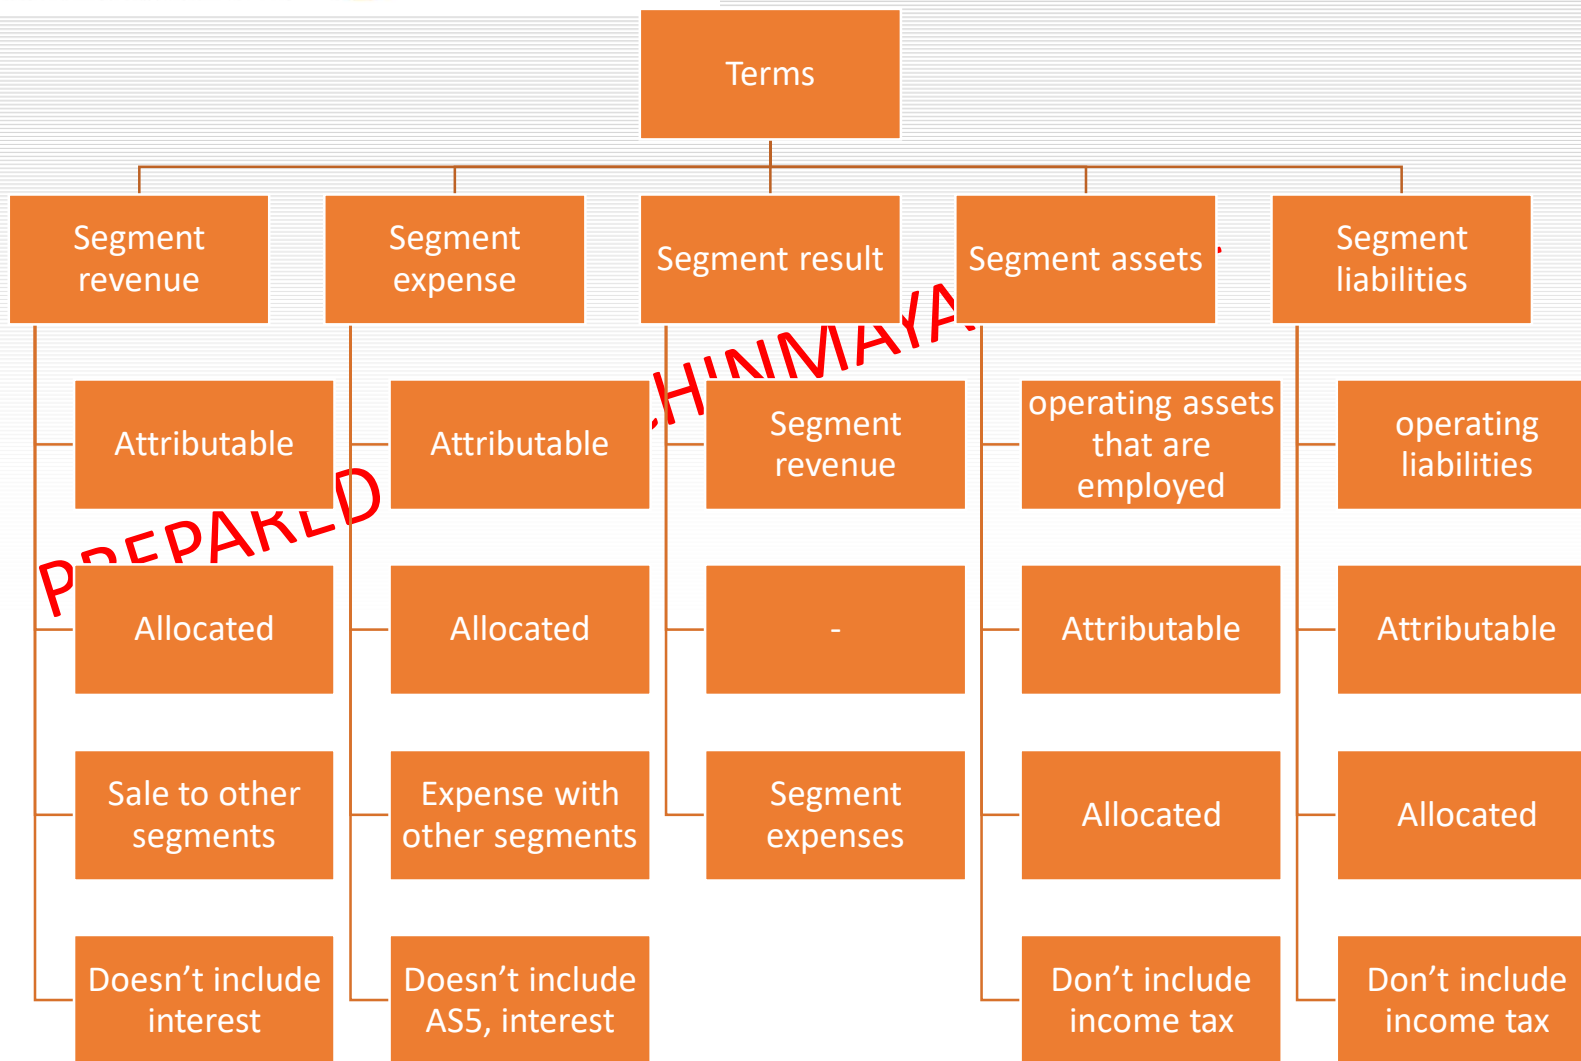 Terms
Segment
revenue
Segment
expense
Segment result
Segment assets
Segment
liabilities
Attributable
Attributable
Segment
revenue
operating assets
that are
employed
operating
liabilities
Allocated
Allocated
-
Attributable
Attributable
Sale to other
segments
Expense with
other segments
Segment
expenses
Allocated
Allocated
Doesn't include
interest
Doesn't include
AS5, interest
Don't include
income tax
Don't include
income tax
PREPARED